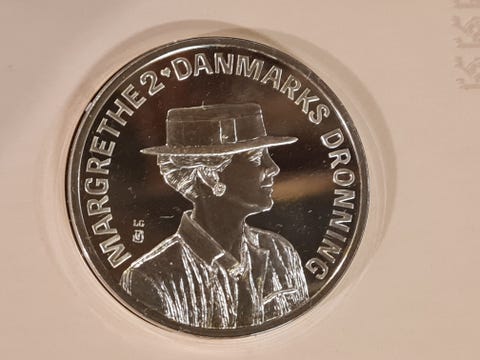 MARGRETHE 2 • DANMARKS DRONNING